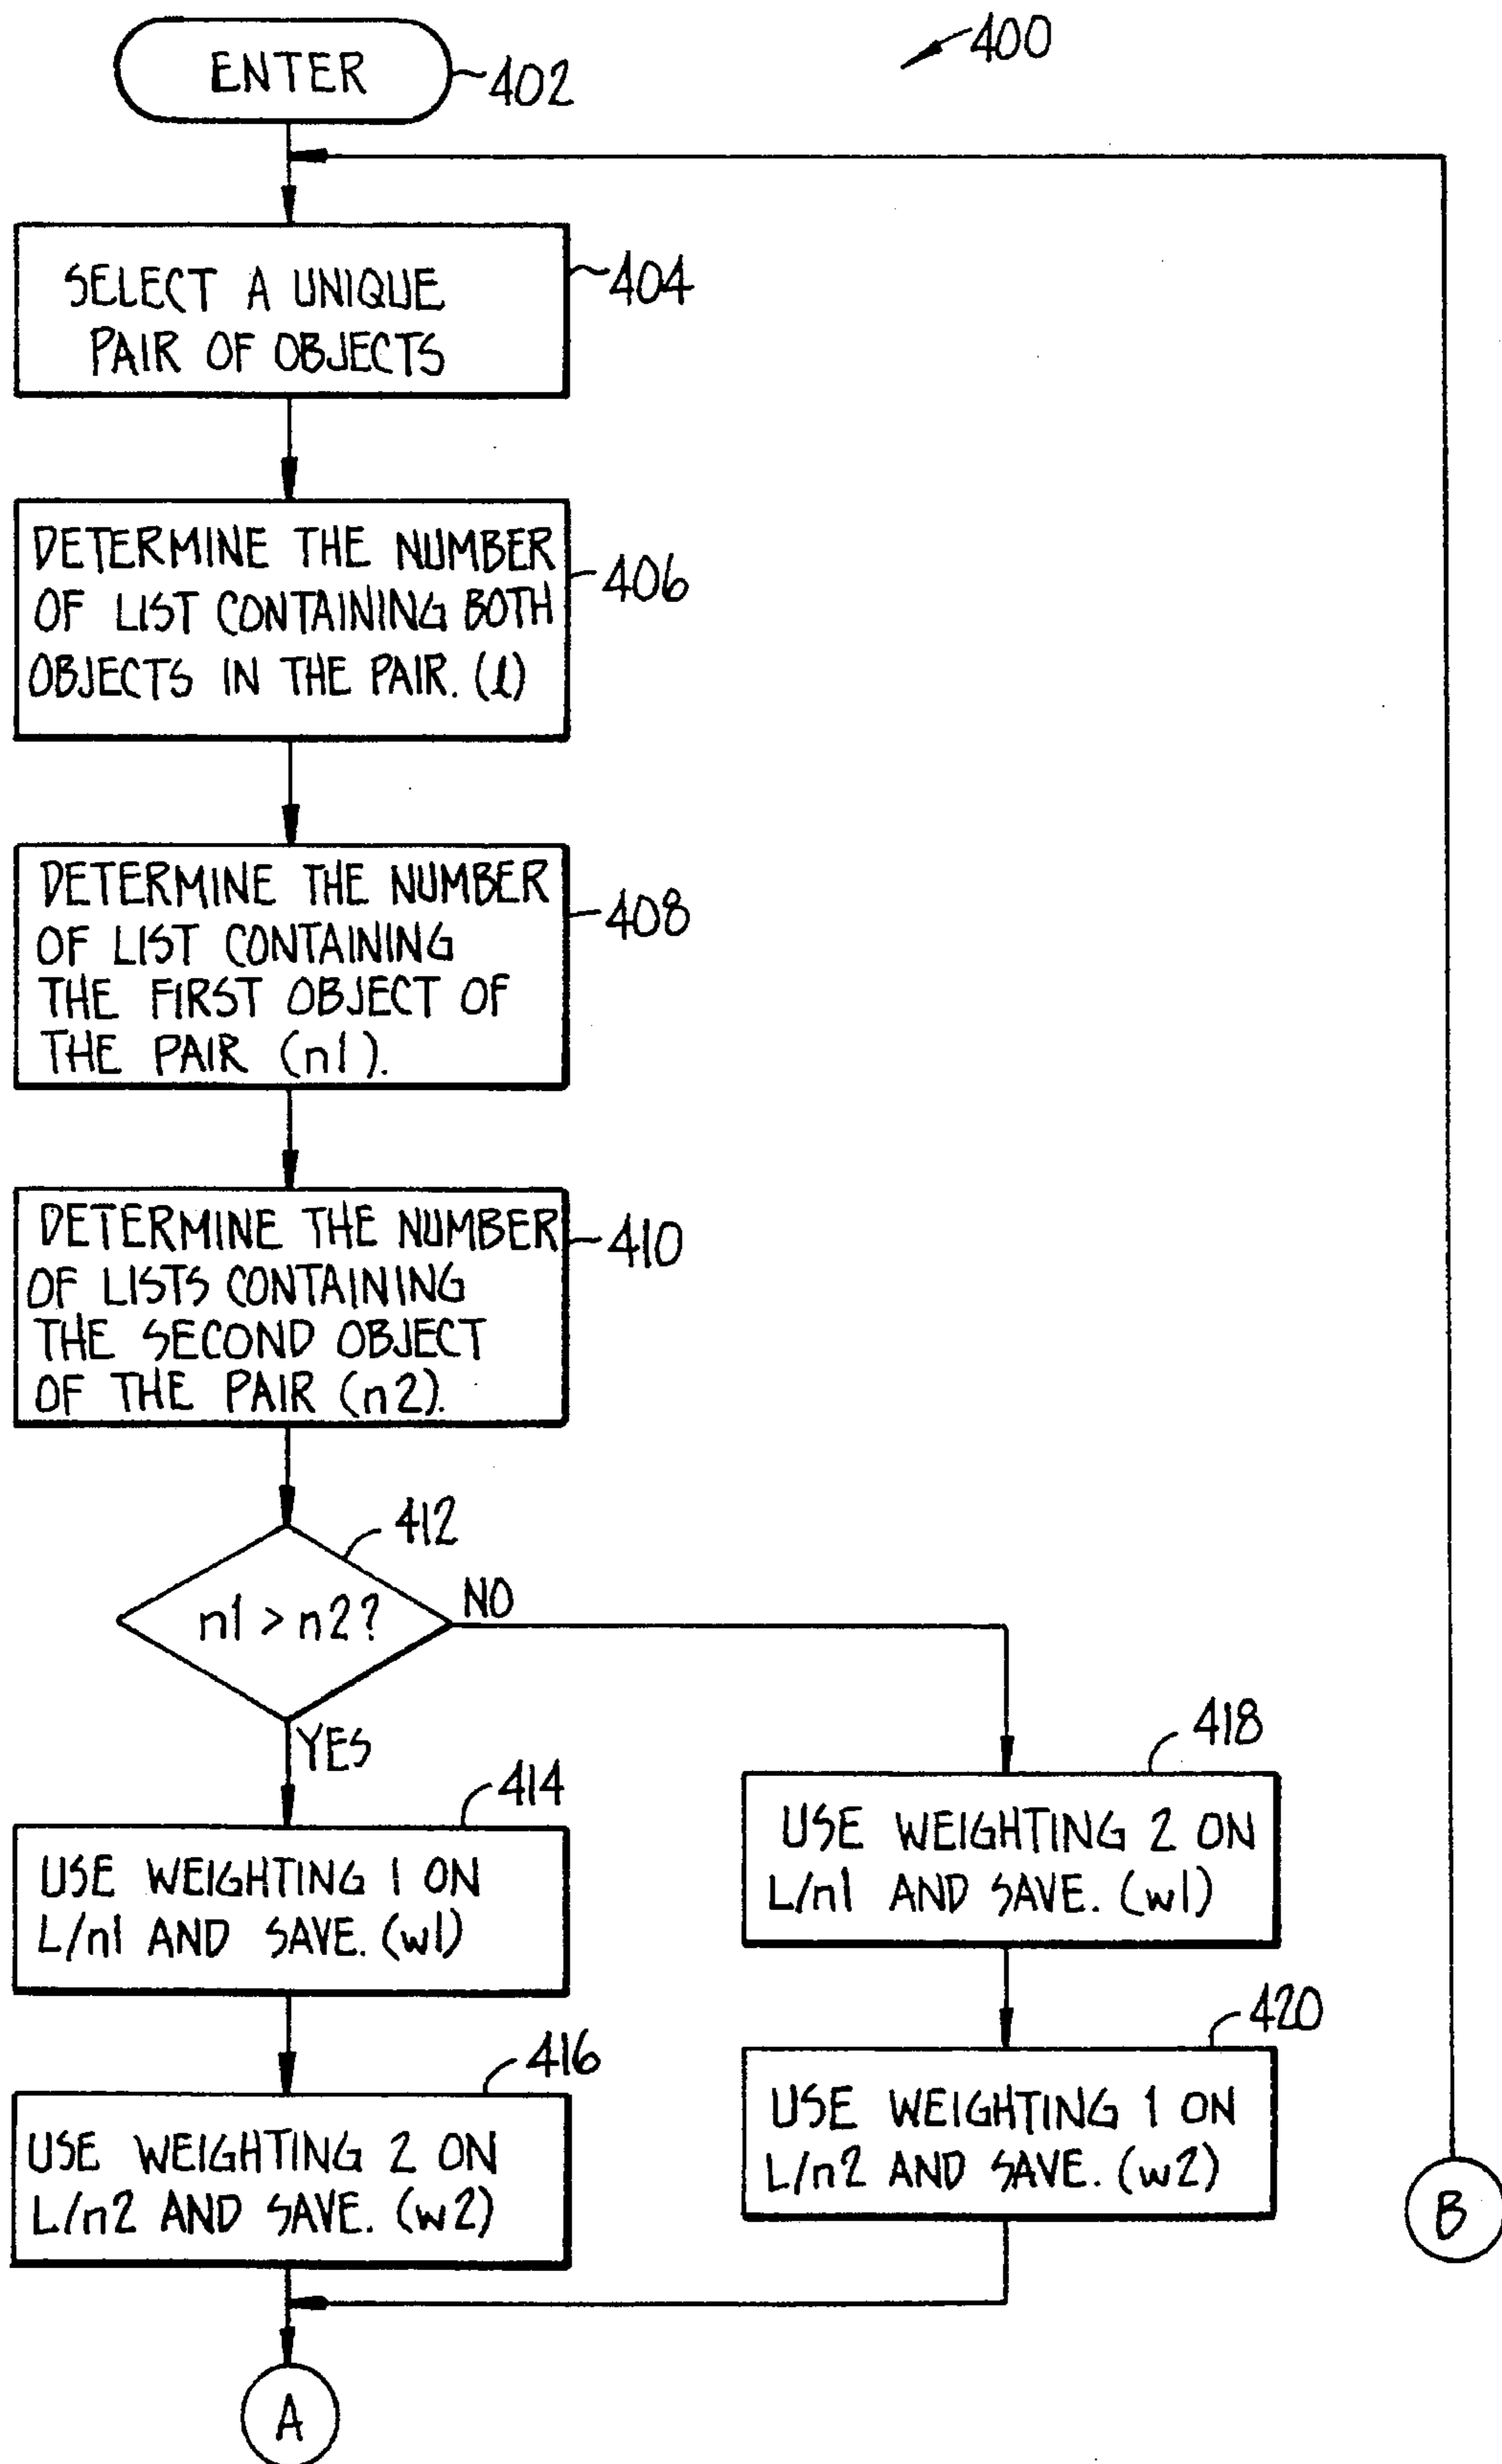 400
ENTER
402
SELECT A UNIQUE
PAIR OF OBJECTS
404
DETERMINE THE NUMBER
OF LIST CONTAINING BOTH
OBJECTS IN THE PAIR. (l)
406
DETERMINE THE NUMBER
OF LIST CONTAINING
THE FIRST OBJECT OF
THE PAIR (n1).
408
DETERMINE THE NUMBER
OF LISTS CONTAINING
THE SECOND OBJECT
OF THE PAIR (n2).
410
412
n1 > n2?
NO
YES
414
USE WEIGHTING 1 ON
L/n1 AND SAVE. (w1)
416
USE WEIGHTING 2 ON
L/n2 AND SAVE. (w2)
418
USE WEIGHTING 2 ON
L/n1 AND SAVE. (w1)
420
USE WEIGHTING 1 ON
L/n2 AND SAVE. (w2)
B
A